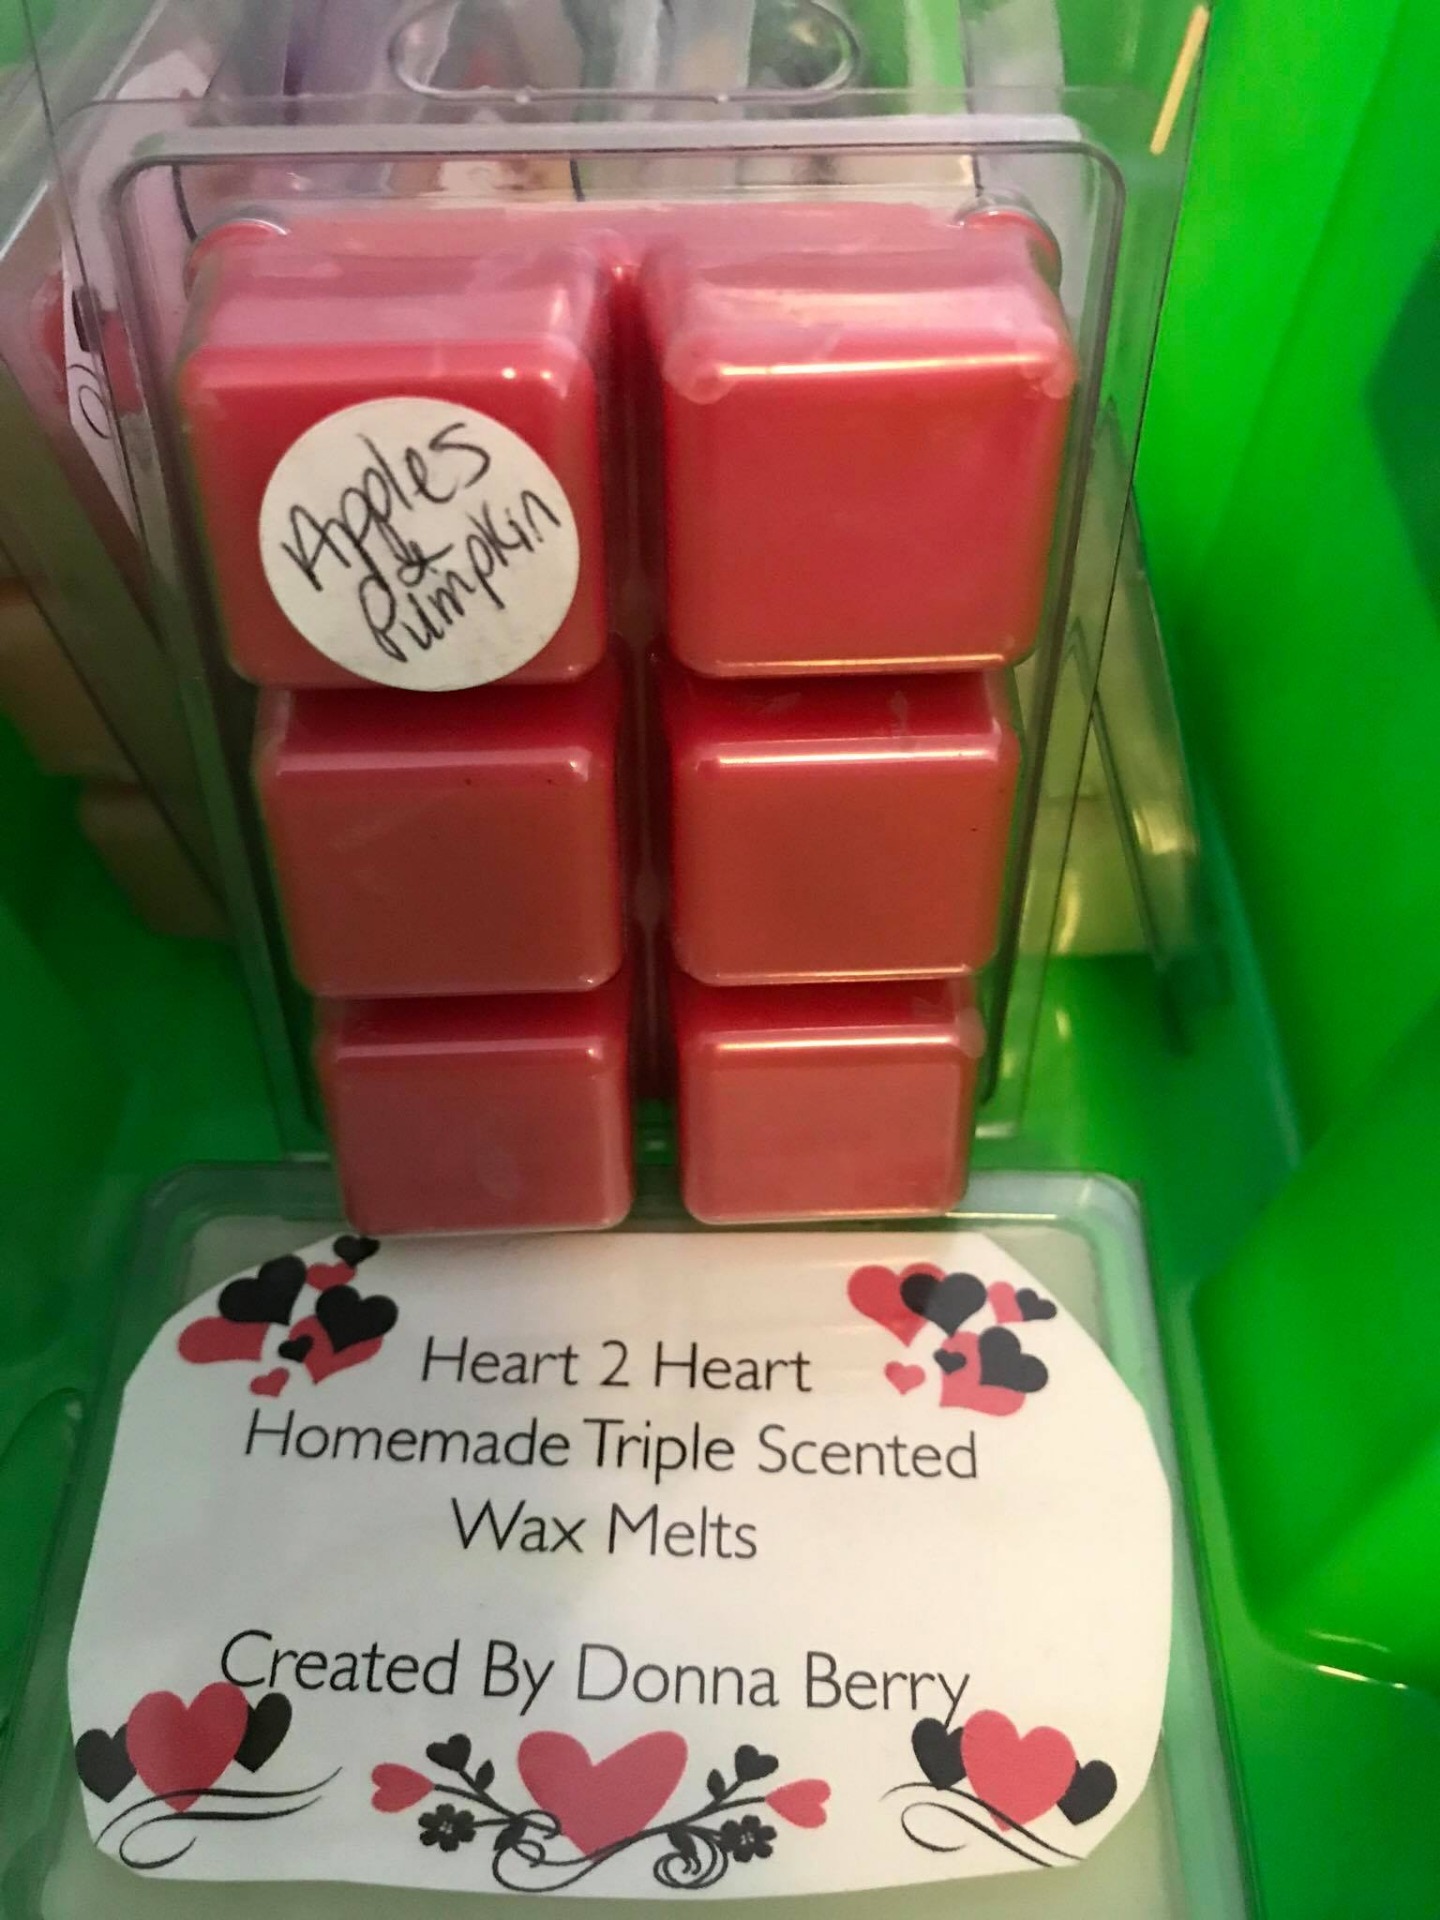 Apples
&
Pumpkin
Heart 2 Heart
Homemade Triple Scented
Wax Melts
Created By Donna Berry